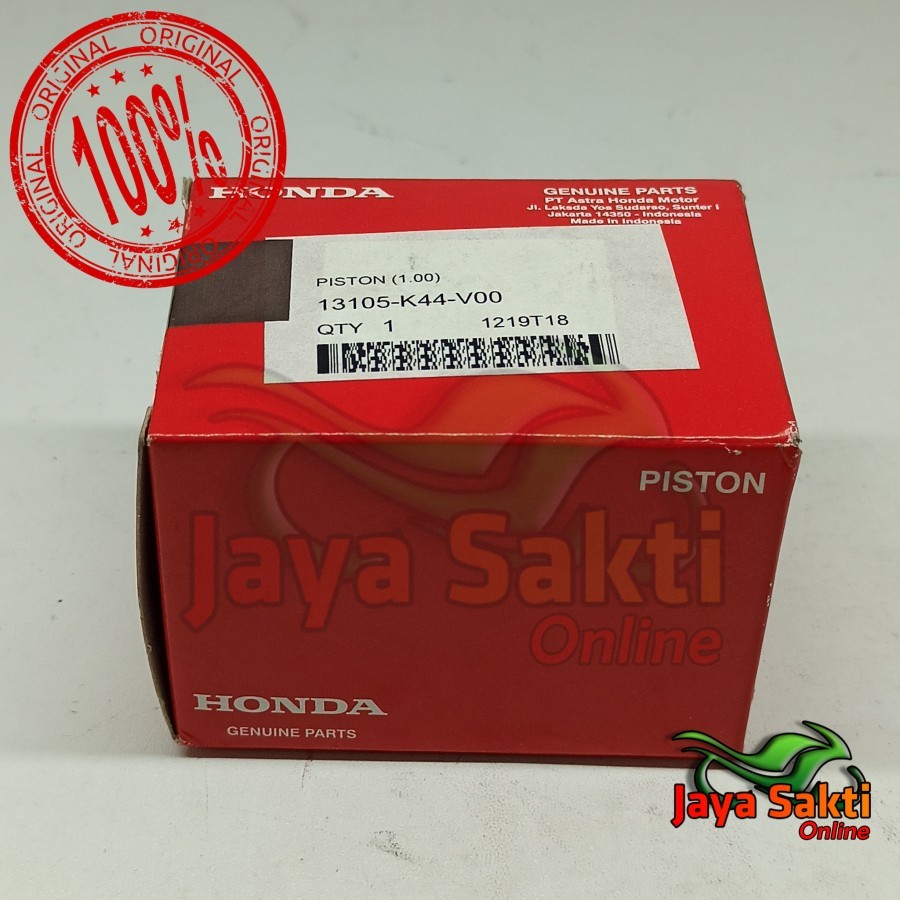 ORIGINAL ORIGINAL ORIGINAL ORIGINAL ORIGINAL ORIGINAL
100%
HONDA
GENUINE PARTS
PT Astra Honda Motor
Jl. Laksda Yos Sudarso, Sunter I
Jakarta 14350 - Indonesia
Made in Indonesia
PISTON (1.00)
13105-K44-V00
QTY 1 1219T18
PISTON
Jaya Sakti
Online
HONDA
GENUINE PARTS
Jaya Sakti
Online